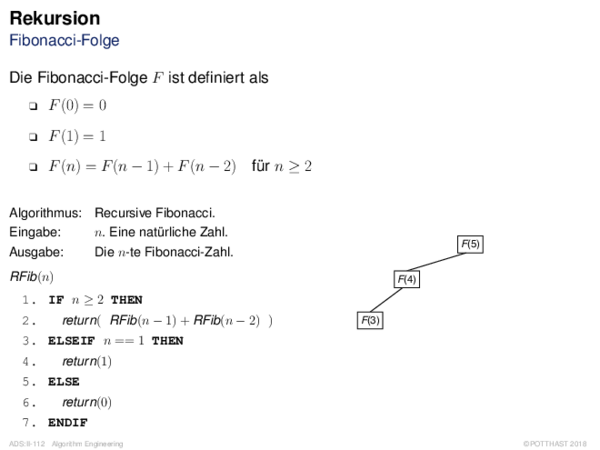 Rekursion
Fibonacci-Folge
Die Fibonacci-Folge F ist definiert als
❑ F(0) = 0
❑ F(1) = 1
❑ F(n) = F(n − 1) + F(n − 2) für n ≥ 2
Algorithmus: Recursive Fibonacci.
Eingabe: n. Eine natürliche Zahl.
Ausgabe: Die n-te Fibonacci-Zahl.
RFib(n)
1. IF n ≥ 2 THEN
2. return( RFib(n − 1) + RFib(n − 2) )
3. ELSEIF n == 1 THEN
4. return(1)
5. ELSE
6. return(0)
7. ENDIF
F(5)
F(4)
F(3)
ADS:II-112 Algorithm Engineering
©POTTHAST 2018